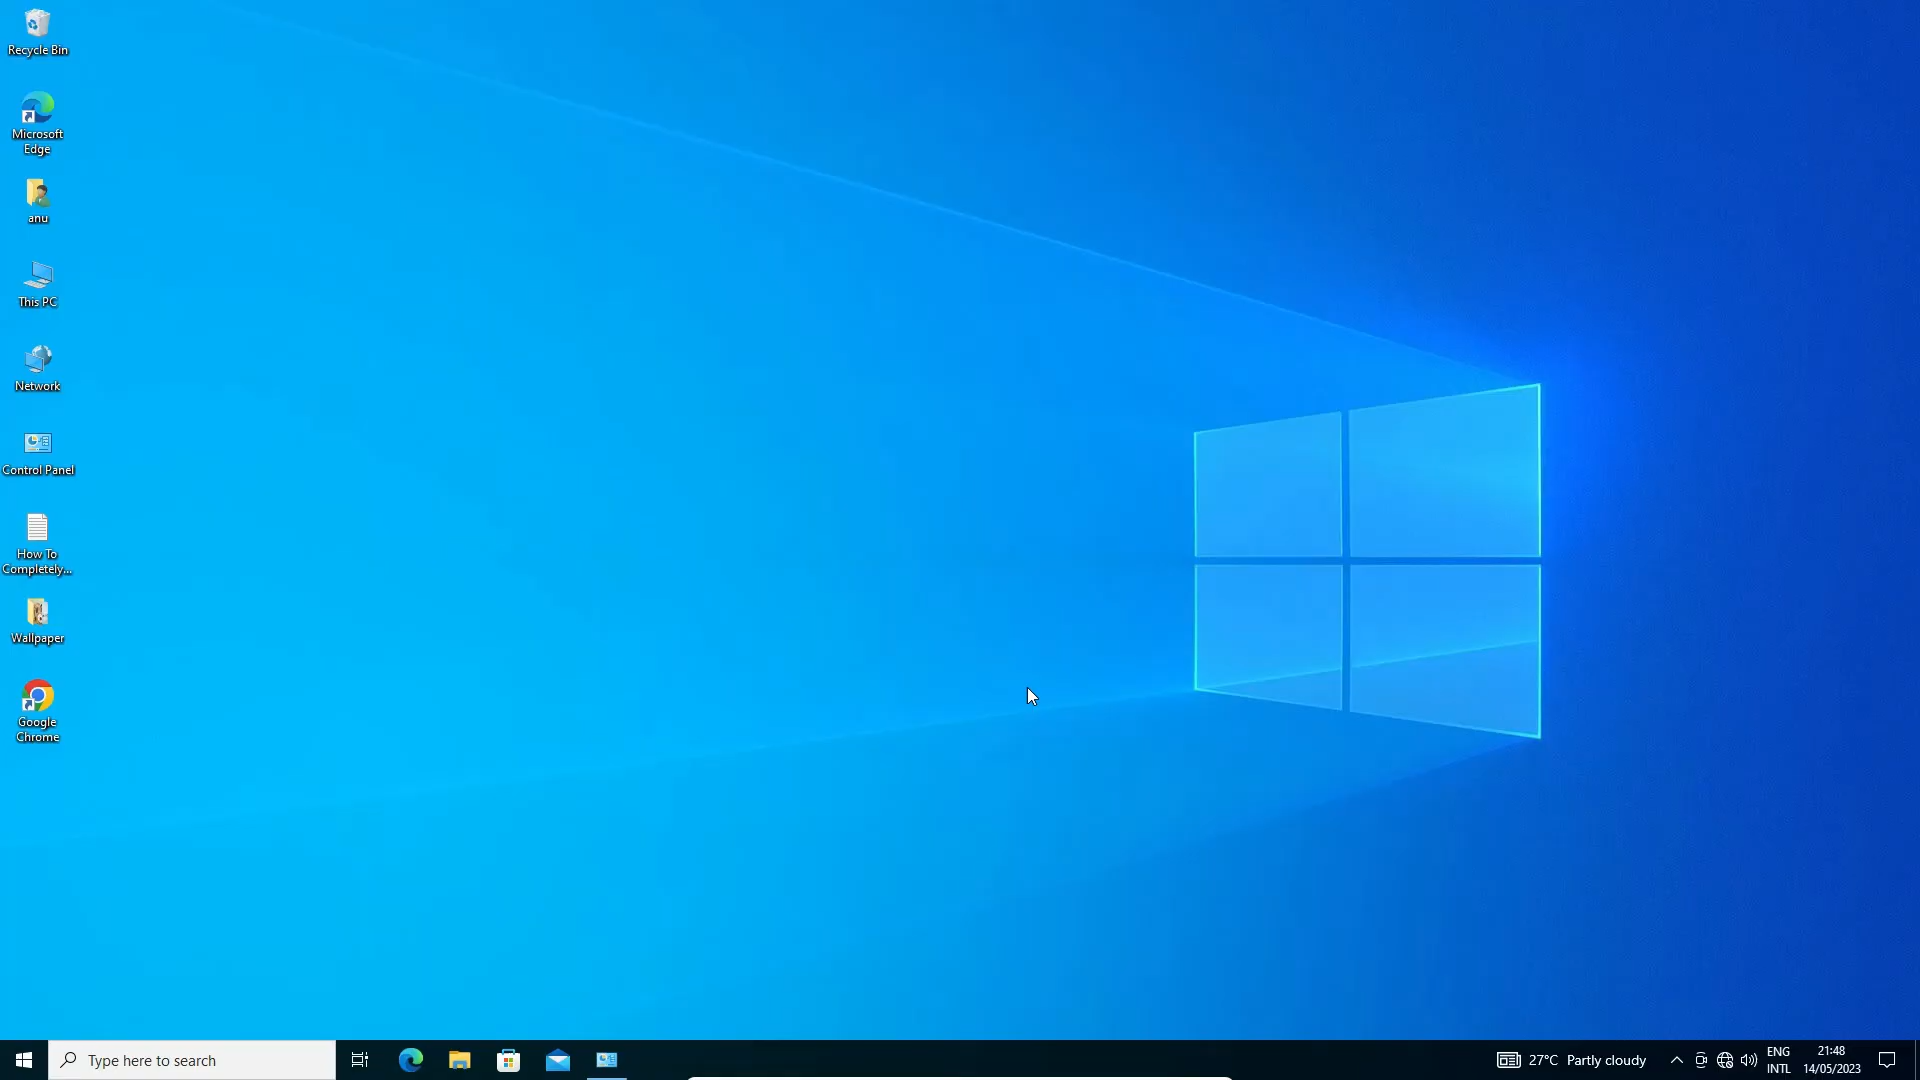 Recycle Bin
Microsoft
Edge
anu
This PC
Network
Control Panel
How To
Completely...
Wallpaper
Google
Chrome
Type here to search
27°C Partly cloudy
ENG
INTL
21:48
14/05/2023